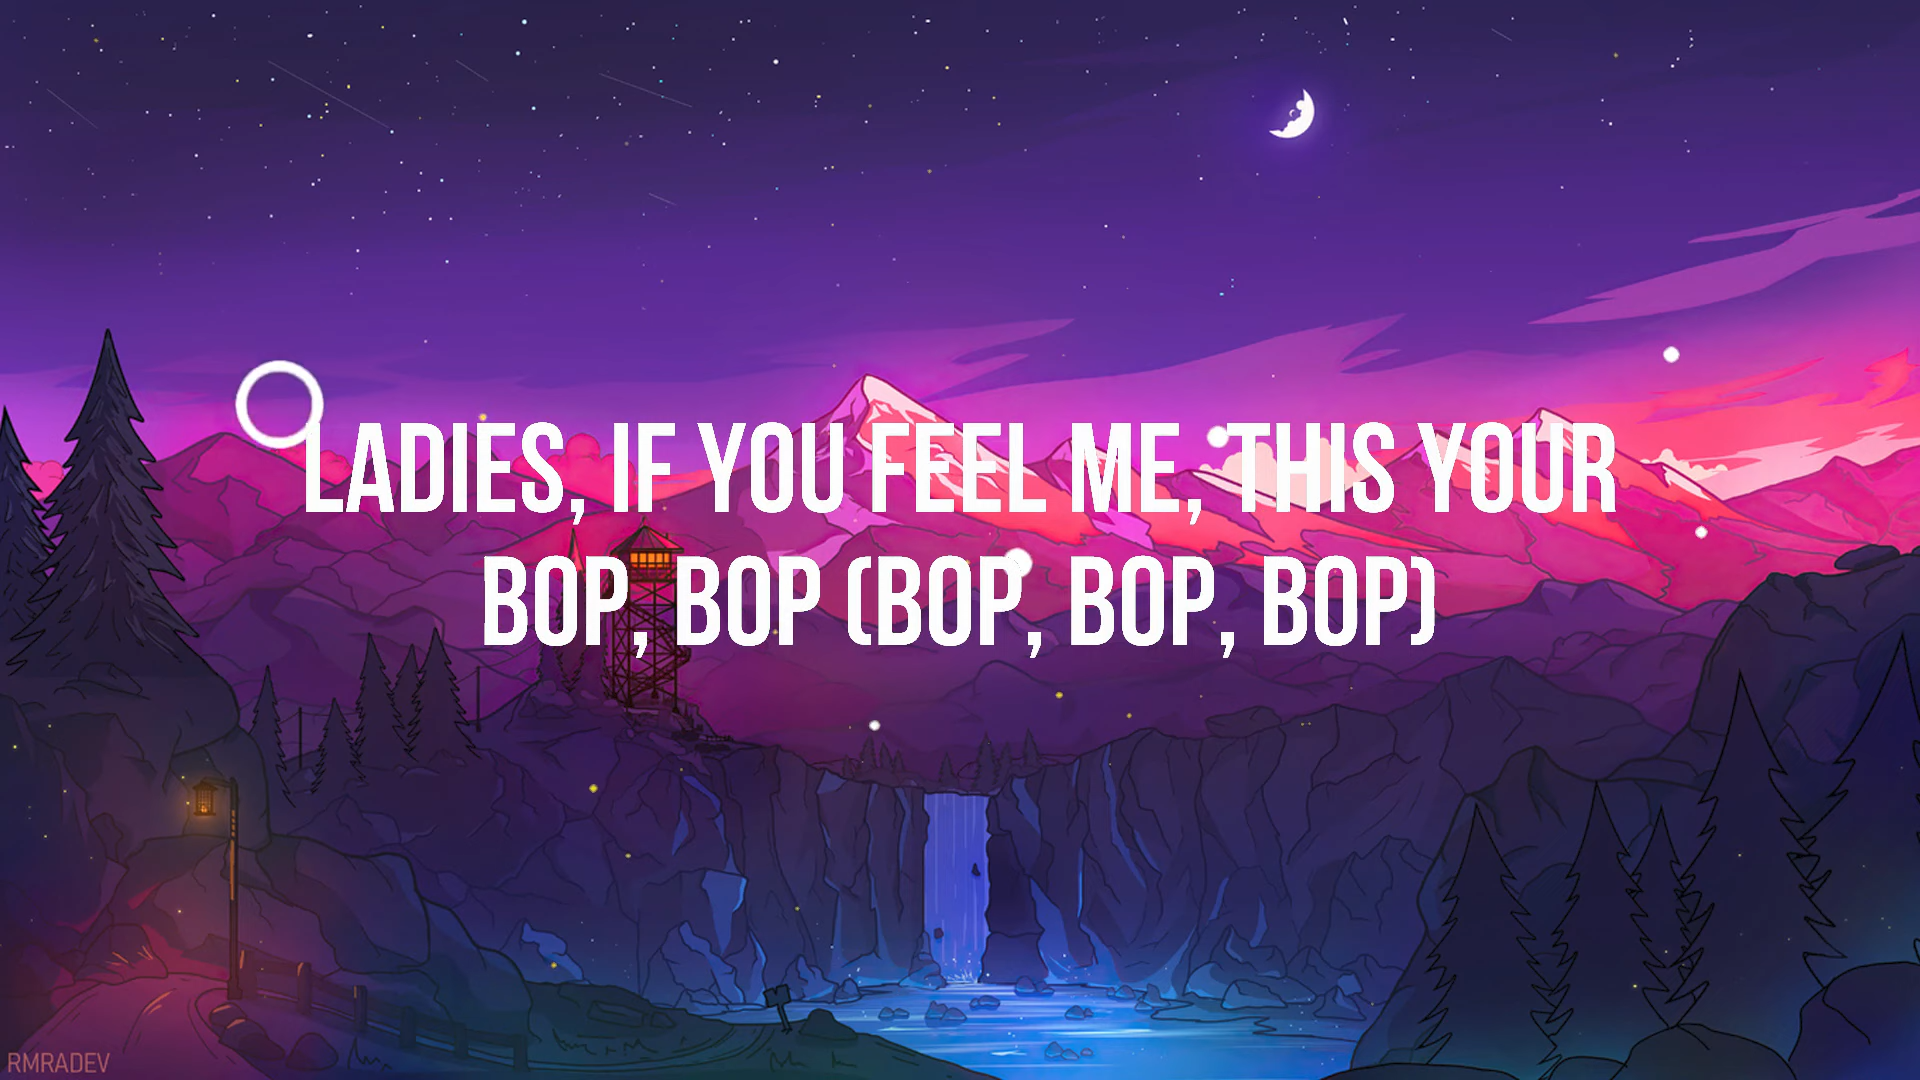 LADIES, IF YOU FEEL ME, THIS YOUR
BOP, BOP (BOP, BOP, BOP)
RMRADEV